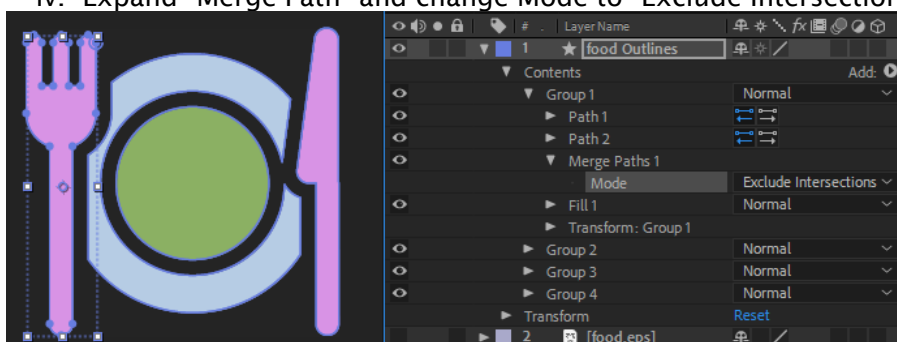 iv. Expand "Merge Path" and change Mode to "Exclude Intersection
# . Layer Name fx
1 food Outlines
Contents Add:
Group 1 Normal
Path 1
Path 2
Merge Paths 1
Mode Exclude Intersections
Fill 1 Normal
Transform: Group 1
Group 2 Normal
Group 3 Normal
Group 4 Normal
Transform Reset
2 [food.eps]